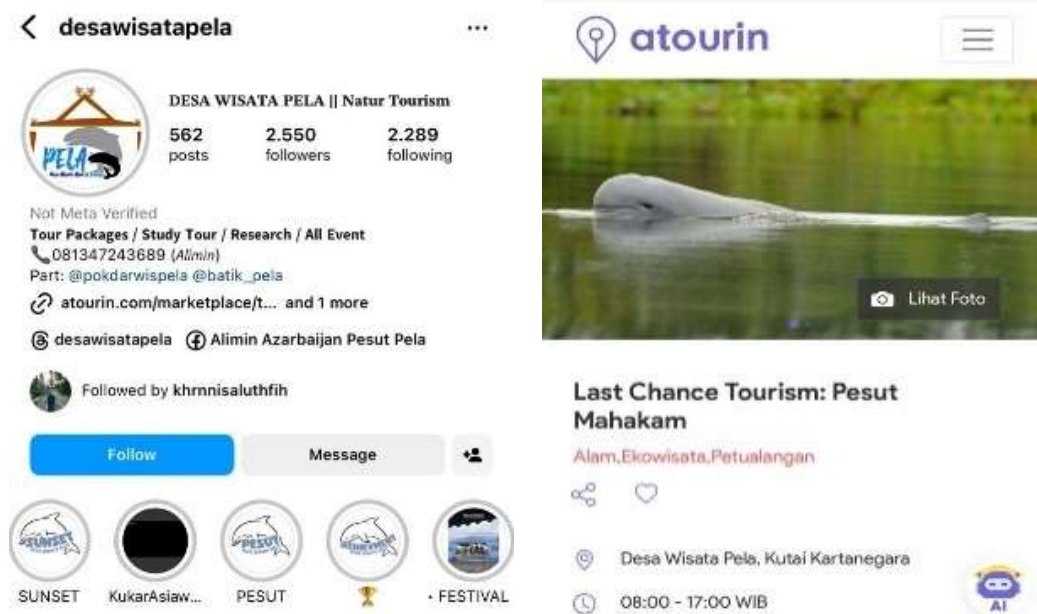 desawisatapela
DESA WISATA PELA || Natur Tourism
562
2.550
2.289
posts
followers
following
PELA
Not Meta Verified
Tour Packages / Study Tour / Research / All Event
081347243689 (Alimin)
Part: @pokdarwispela @batik_pela
atourin.com/marketplace/t... and 1 more
desawisatapela
Alimin Azarbaijan Pesut Pela
Followed by khrnnisaluthfih
Follow
Message
SUNSET
PESUT
SUNSET
KukarAsiaw...
PESUT
• FESTIVAL
atourin
Lihat Foto
Last Chance Tourism: Pesut
Mahakam
Alam,Ekowisata,Petualangan
Desa Wisata Pela, Kutai Kartanegara
08:00 - 17:00 WIB
AI